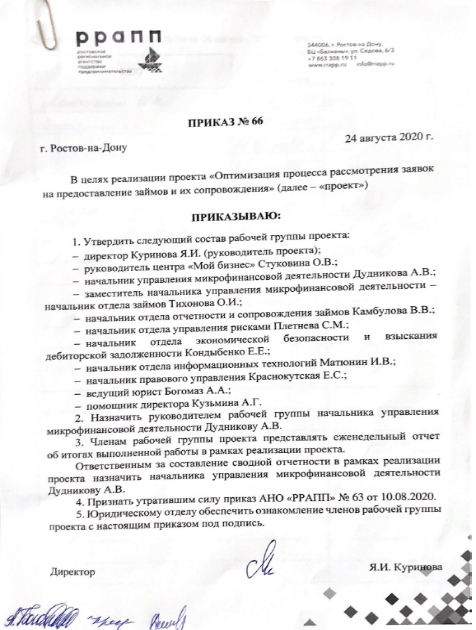 ррапп
ростовское
региональное
агентство
поддержки
предпринимательства
344006, г. Ростов-на-Дону,
БЦ «Балканы» ул. Седова, 6/3
+7 863 308 19 11
www.rrapp.ru info@rrapp.ru
ПРИКАЗ № 66
г. Ростов-на-Дону
24 августа 2020 г.
В целях реализации проекта «Оптимизация процесса рассмотрения заявок
на предоставление займов и их сопровождения» (далее – «проект»)
ПРИКАЗЫВАЮ:
1. Утвердить следующий состав рабочей группы проекта:
– директор Куринова Я.И. (руководитель проекта);
– руководитель центра «Мой бизнес» Стуковина О.В.;
– начальник управления микрофинансовой деятельности Дудникова А.В.;
– заместитель начальника управления микрофинансовой деятельности –
начальник отдела займов Тихонова О.И.;
– начальник отдела отчетности и сопровождения займов Камбулова В.В.;
– начальник отдела управления рисками Плетнева С.М.;
– начальник отдела экономической безопасности и взыскания
дебиторской задолженности Кондыбенко Е.Е.;
– начальник отдела информационных технологий Матюнин И.В.;
– начальник правового управления Краснокутская Е.С.;
– ведущий юрист Богомаз А.А.;
– помощник директора Кузьмина А.Г.
2. Назначить руководителем рабочей группы начальника управления
микрофинансовой деятельности Дудникову А.В.
3. Членам рабочей группы проекта представлять еженедельный отчет
об итогах выполненной работы в рамках реализации проекта.
Ответственным за составление сводной отчетности в рамках реализации
проекта назначить начальника управления микрофинансовой деятельности
Дудникову А.В.
4. Признать утратившим силу приказ АНО «РРАПП» № 63 от 10.08.2020.
5. Юридическому отделу обеспечить ознакомление членов рабочей группы
проекта с настоящим приказом под подпись.
Директор
Я.И. Куринова